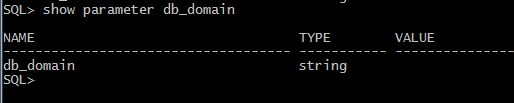 SQL> show parameter db_domain
NAME                                 TYPE        VALUE
------------------------------------ ----------- ---------------
db_domain                            string
SQL>